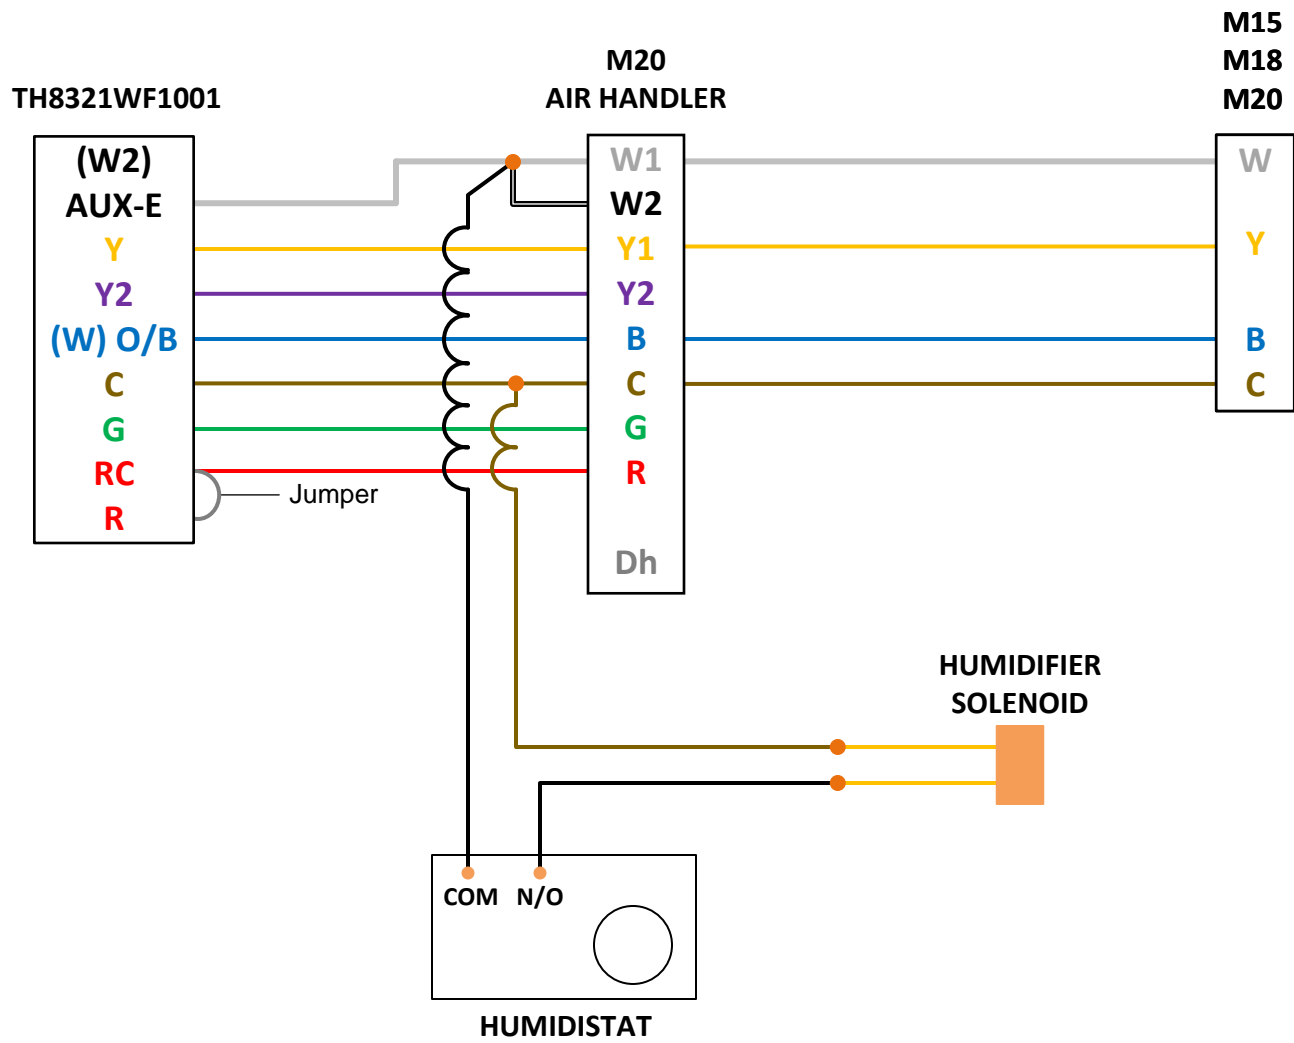 M15
M18
M20
M20
AIR HANDLER
TH8321WF1001
(W2)
AUX-E
Y
Y2
(W) O/B
C
G
RC
R
Jumper
W1
W2
Y1
Y2
B
C
G
R
Dh
W
Y
B
C
HUMIDIFIER
SOLENOID
COM N/O
HUMIDISTAT